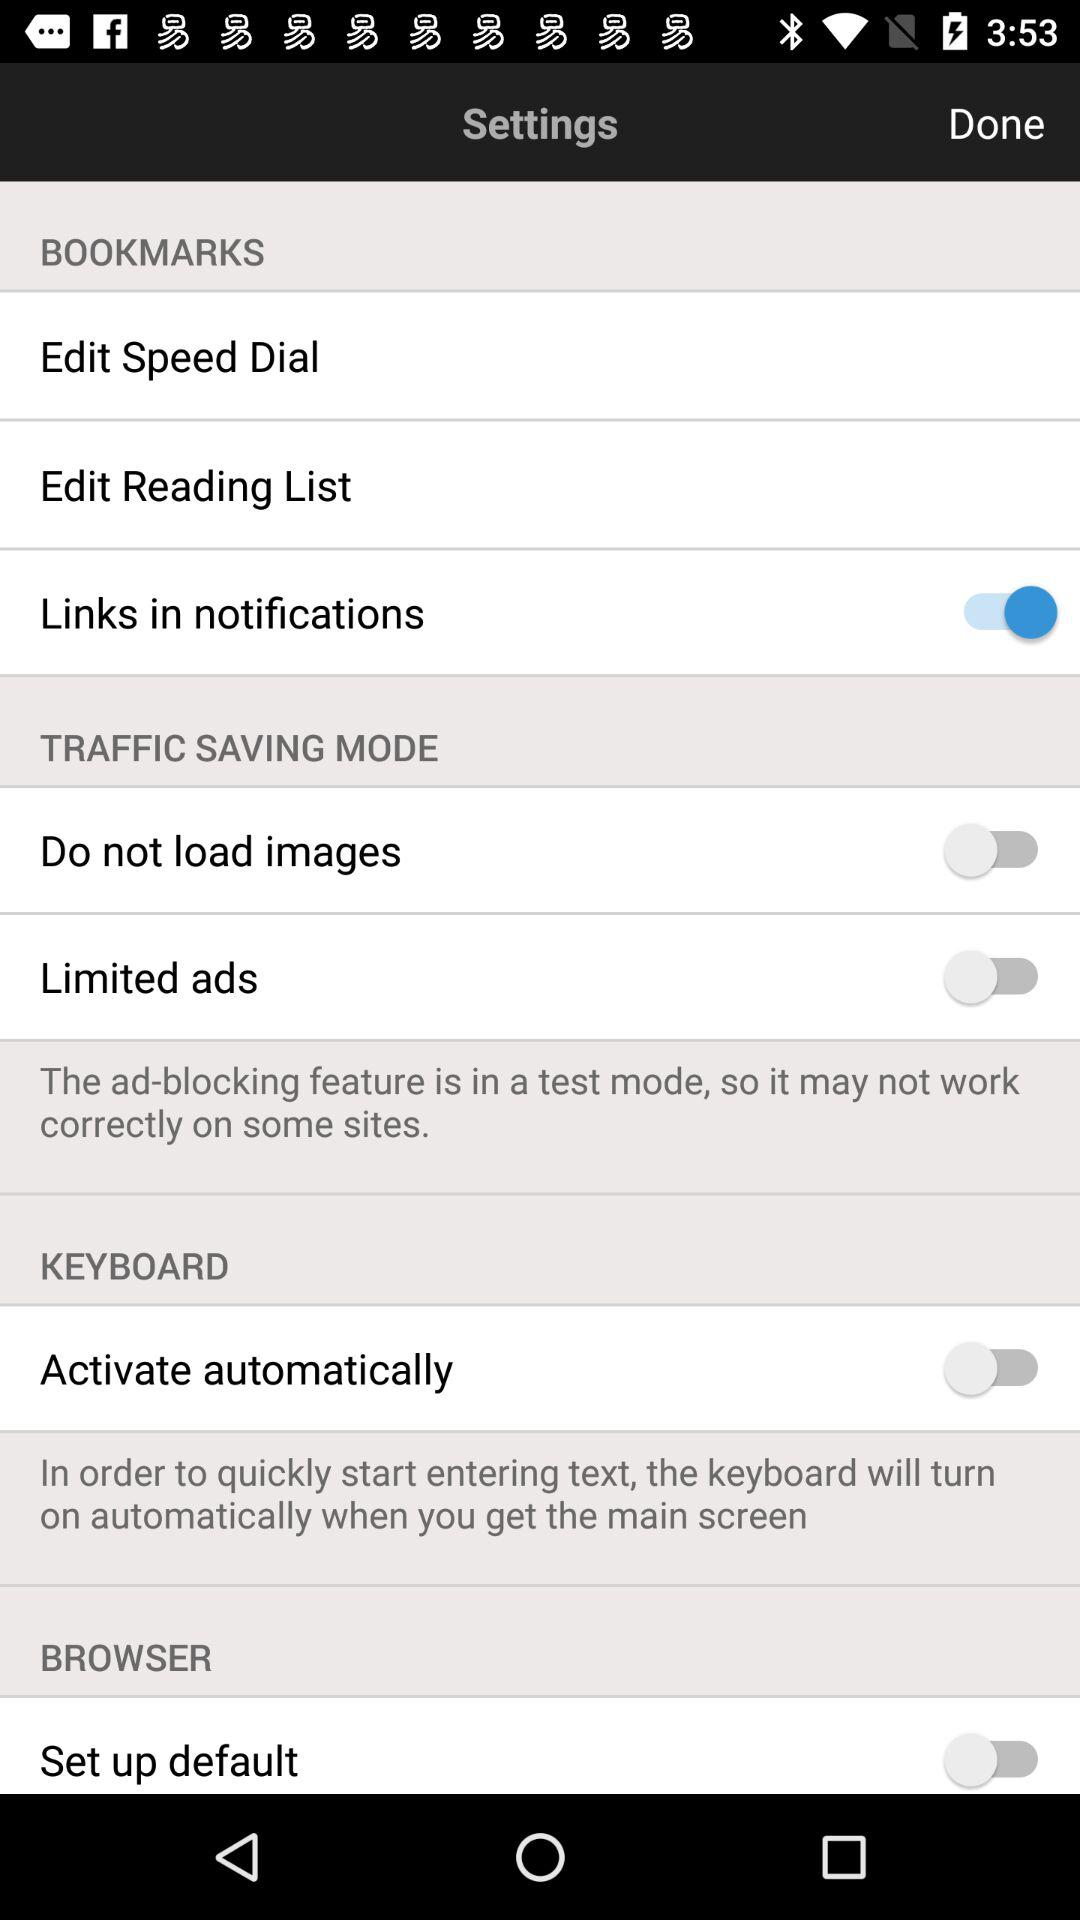 3:53
Settings
Done
BOOKMARKS
Edit Speed Dial
Edit Reading List
Links in notifications
TRAFFIC SAVING MODE
Do not load images
Limited ads
The ad-blocking feature is in a test mode, so it may not work
correctly on some sites.
KEYBOARD
Activate automatically
In order to quickly start entering text, the keyboard will turn
on automatically when you get the main screen
BROWSER
Set up default